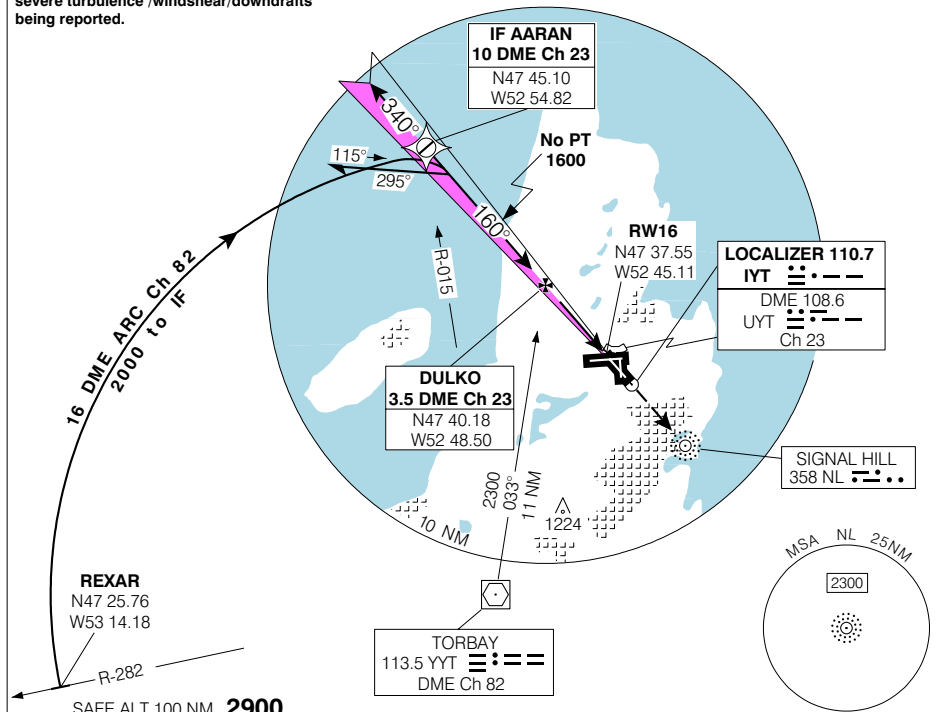 severe turbulence /windshear/downdrafts
being reported.
IF AARAN
10 DME Ch 23
N47 45.10
W52 54.82
340°
No PT
1600
115°
295°
160°
RW16
N47 37.55
W52 45.11
LOCALIZER 110.7
IYT
DME 108.6
UYT
Ch 23
R-015
16 DME ARC Ch 82
2000 to IF
DULKO
3.5 DME Ch 23
N47 40.18
W52 48.50
SIGNAL HILL
358 NL
2300
033°
11 NM
1224
10 NM
MSA NL 25NM
2300
REXAR
N47 25.76
W53 14.18
R-282
TORBAY
113.5 YYT
DME Ch 82
SAFE ALT 100 NM 2900